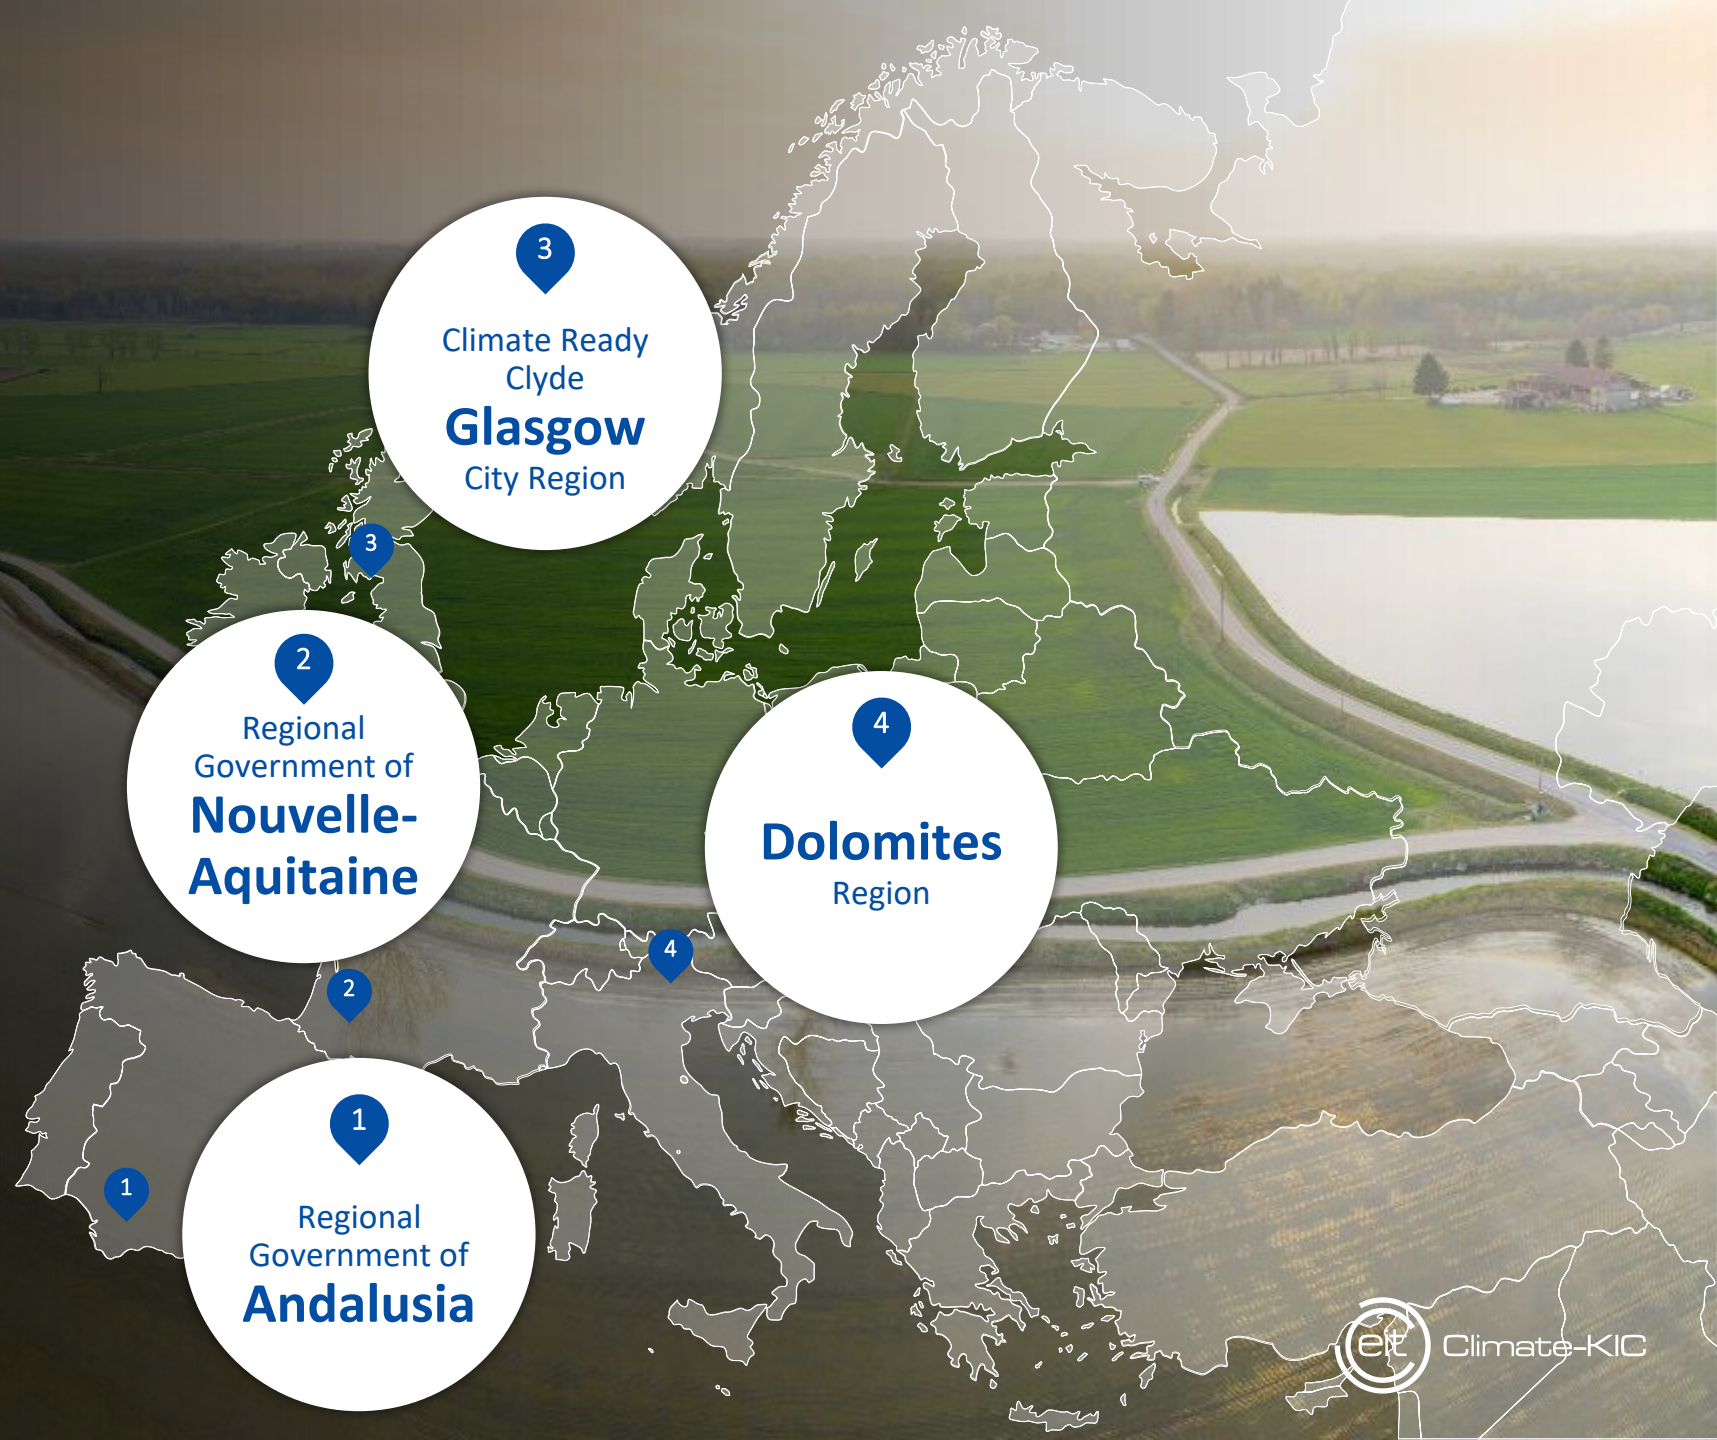 3
Climate Ready
Clyde
Glasgow
City Region
3
2
Regional
Government of
Nouvelle-
Aquitaine
4
Dolomites
Region
4
2
1
Regional
Government of
Andalusia
1
eit Climate-KIC